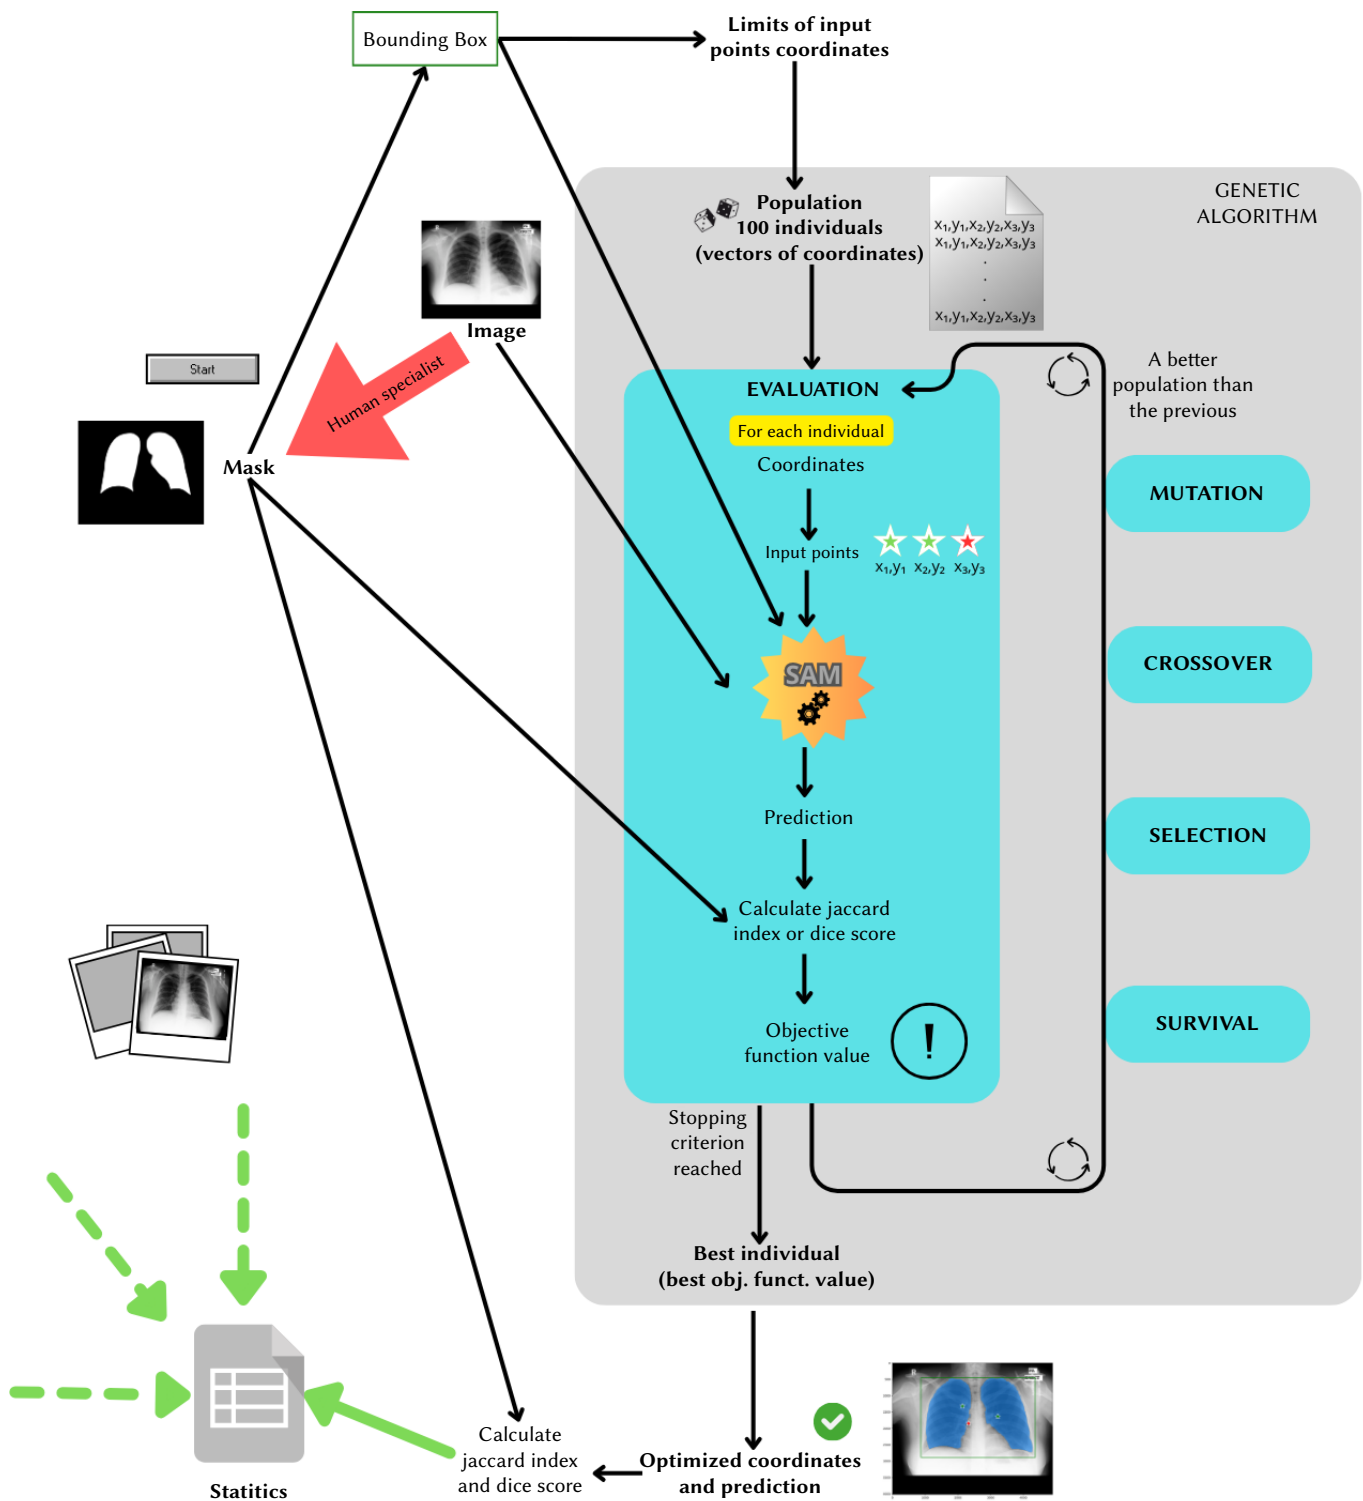 Bounding Box
Limits of input
points coordinates
GENETIC
ALGORITHM
Population
100 individuals
(vectors of coordinates)
x₁,y₁,x₂,y₂,x₃,y₃
x₁,y₁,x₂,y₂,x₃,y₃
.
.
.
x₁,y₁,x₂,y₂,x₃,y₃
Image
Human specialist
Start
Mask
A better
population than
the previous
EVALUATION
For each individual
Coordinates
Input points
x₁,y₁ x₂,y₂ x₃,y₃
SAM
Prediction
Calculate jaccard
index or dice score
Objective
function value
!
MUTATION
CROSSOVER
SELECTION
SURVIVAL
Stopping
criterion
reached
Best individual
(best obj. funct. value)
Optimized coordinates
and prediction
Calculate
jaccard index
and dice score
Statitics